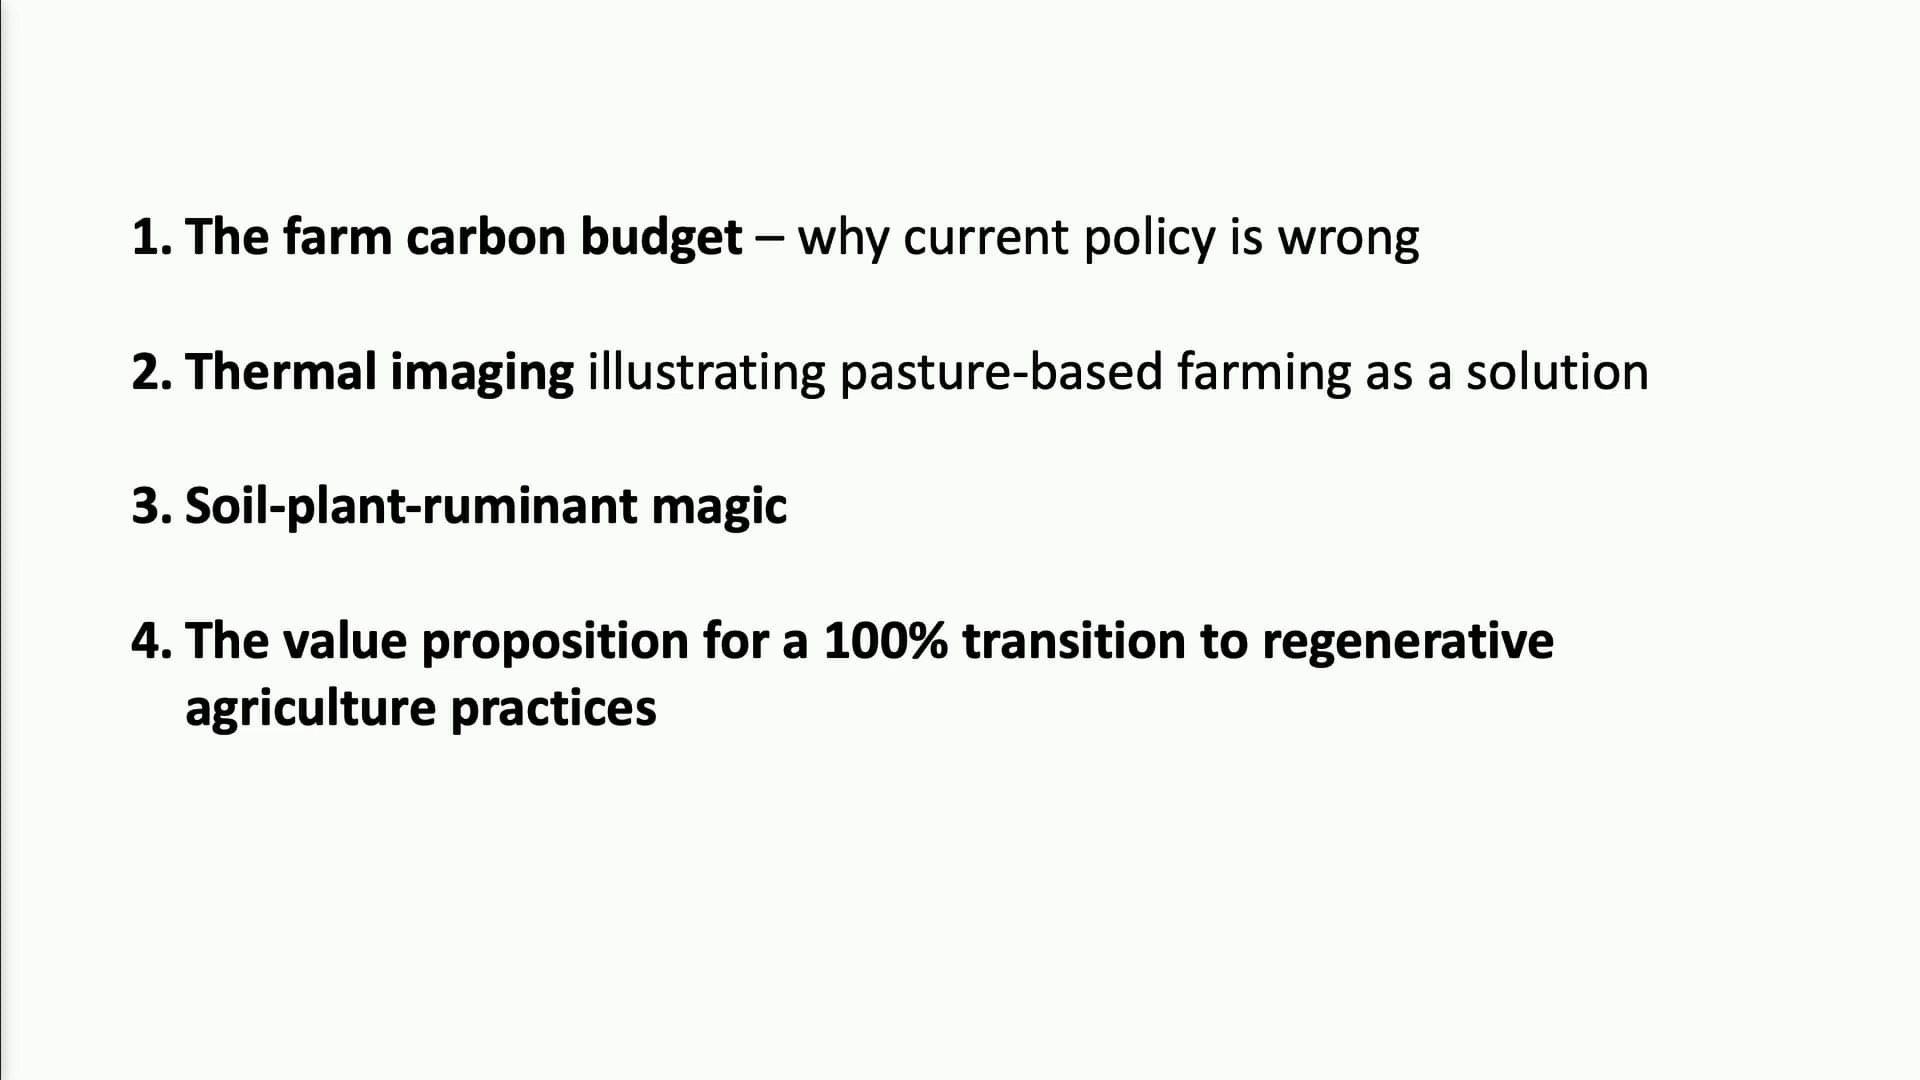 1. The farm carbon budget – why current policy is wrong
2. Thermal imaging illustrating pasture-based farming as a solution
3. Soil-plant-ruminant magic
4. The value proposition for a 100% transition to regenerative
agriculture practices